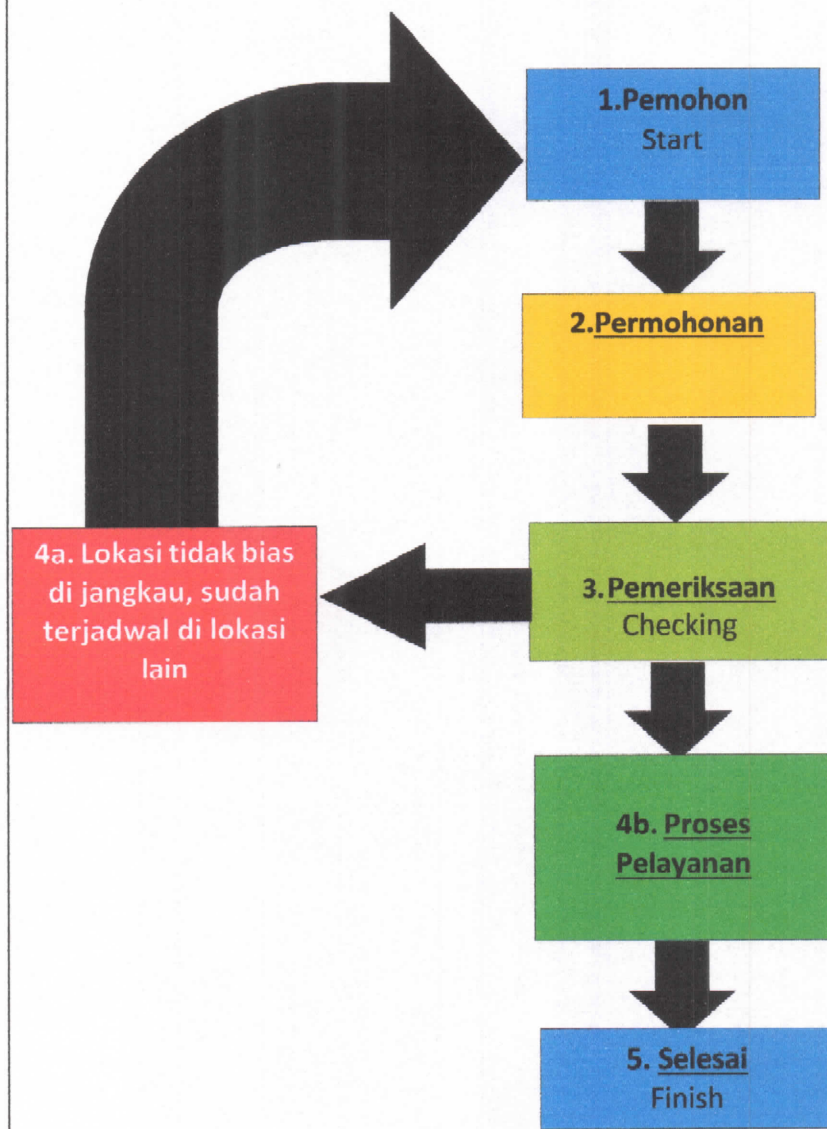 1.Pemohon
Start
2.Permohonan
3.Pemeriksaan
Checking
4a. Lokasi tidak bias
di jangkau, sudah
terjadwal di lokasi
lain
4b. Proses
Pelayanan
5. Selesai
Finish